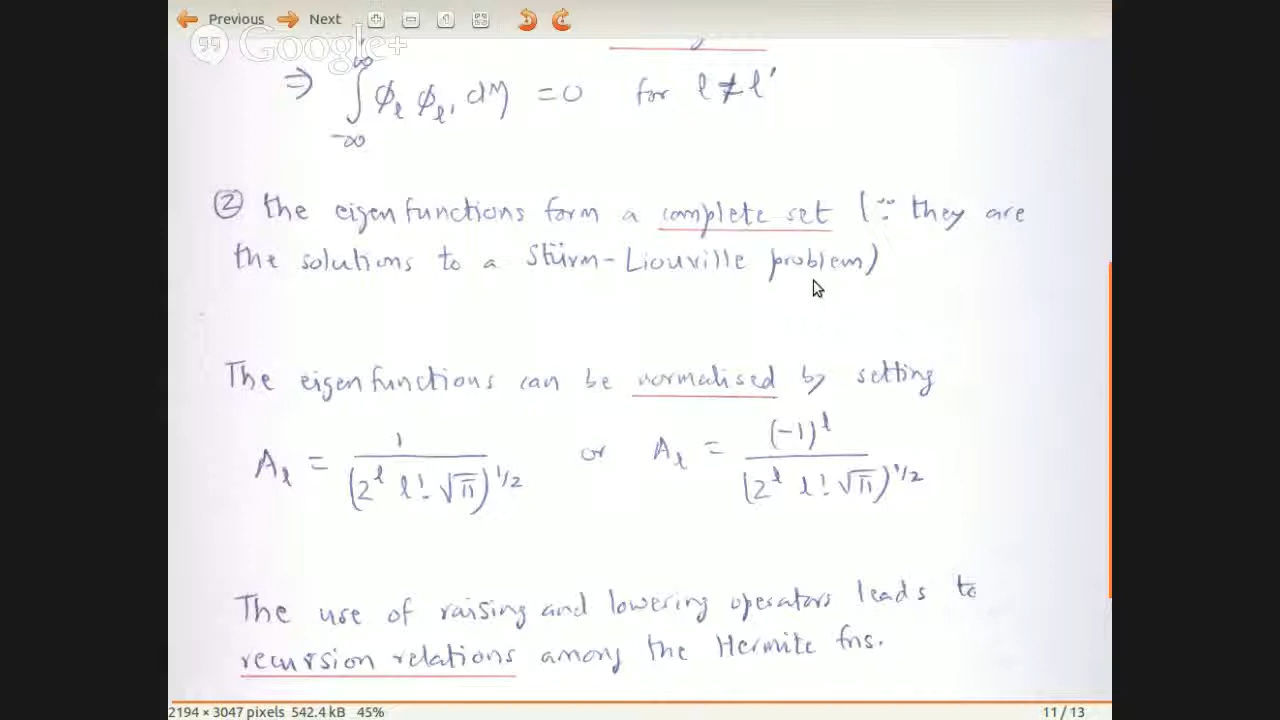 Previous Next
Google+
⇒ ∫_{-∞}^{∞} ϕ_l ϕ_l' dη = 0 for l ≠ l'
② the eigenfunctions form a complete set (∵ they are
the solutions to a Stürm-Liouville problem)
The eigenfunctions can be normalised by setting
A_l = 1 / (2^l l! √π)^{1/2} or A_l = (-1)^l / (2^l l! √π)^{1/2}
The use of raising and lowering operators leads to
recursion relations among the Hermite fns.
2194 × 3047 pixels 542.4 kB 45% 11 / 13